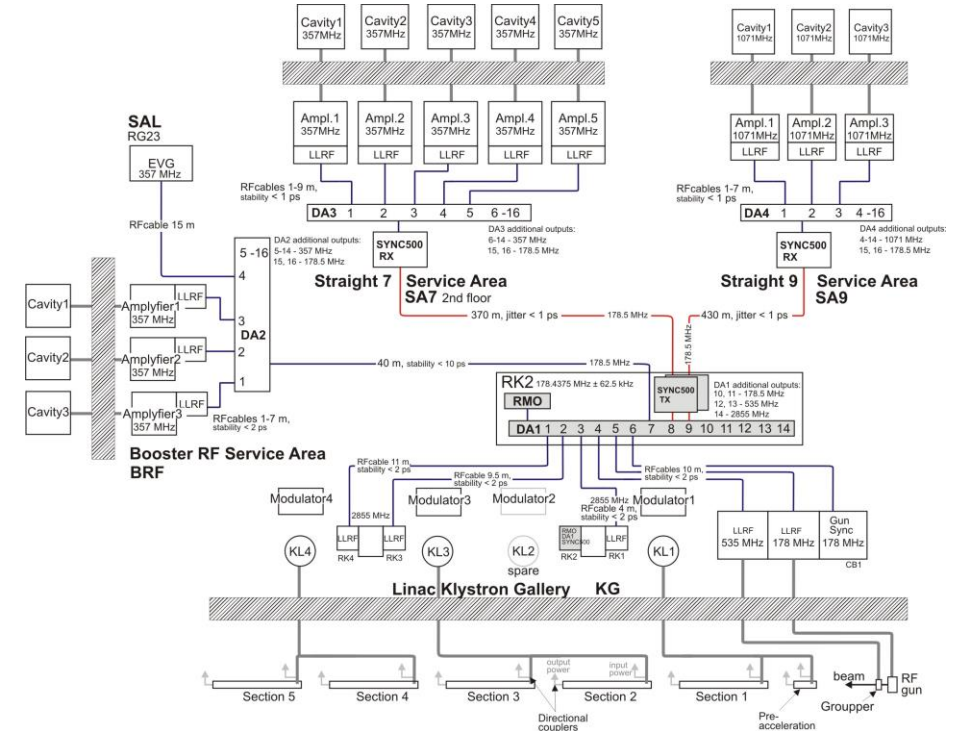 Cavity1
357MHz
Cavity2
357MHz
Cavity3
357MHz
Cavity4
357MHz
Cavity5
357MHz
Cavity1
1071MHz
Cavity2
1071MHz
Cavity3
1071MHz
Ampl.1
357MHz
LLRF
Ampl.2
357MHz
LLRF
Ampl.3
357MHz
LLRF
Ampl.4
357MHz
LLRF
Ampl.5
357MHz
LLRF
Ampl.1
1071MHz
LLRF
Ampl.2
1071MHz
LLRF
Ampl.3
1071MHz
LLRF
SAL
RG23
EVG
357 MHz
RFcable 15 m
RFcables 1-9 m,
stability < 1 ps
DA3 1 2 3 4 5 6 -16
SYNC500
RX
DA3 additional outputs:
6-14 - 357 MHz
15, 16 - 178.5 MHz
RFcables 1-7 m,
stability < 1 ps
DA4 1 2 3 4 -16
SYNC500
RX
DA4 additional outputs:
4-14 - 1071 MHz
15, 16 - 178.5 MHz
Straight 7 Service Area
SA7 2nd floor
Straight 9 Service Area
SA9
DA2 additional outputs:
5-14 - 357 MHz
15, 16 - 178.5 MHz
5 -16
4
3
DA2
2
1
Cavity1
Amplyfier1
357 MHz
LLRF
Cavity2
Amplyfier2
357 MHz
LLRF
Cavity3
Amplyfier3
357 MHz
LLRF
RFcables 1-7 m,
stability < 2 ps
Booster RF Service Area
BRF
370 m, jitter < 1 ps
178.5 MHz
430 m, jitter < 1 ps
178.5 MHz
40 m, stability < 10 ps
178.5 MHz
RK2 178.4375 MHz ± 62.5 kHz
RMO
SYNC500
TX
DA1 additional outputs:
10, 11 - 178.5 MHz
12, 13 - 535 MHz
14 - 2855 MHz
DA1 1 2 3 4 5 6 7 8 9 10 11 12 13 14
RFcable 11 m,
stability < 2 ps
RFcable 9.5 m,
stability < 2 ps
RFcables 10 m,
stability < 2 ps
Modulator4
Modulator3
Modulator2
Modulator1
2855 MHz
2855 MHz
RFcable 4 m,
stability < 2 ps
LLRF
RK4
LLRF
RK3
RMO
DA1
SYNC500
RK2
LLRF
RK1
LLRF
535 MHz
LLRF
178 MHz
Gun
Sync
178 MHz
CB1
KL4
KL3
KL2
spare
KL1
Linac Klystron Gallery KG
output
power
input
power
Section 5
Section 4
Section 3
Section 2
Section 1
Directional
couplers
Pre-
acceleration
beam
Groupper
RF
gun